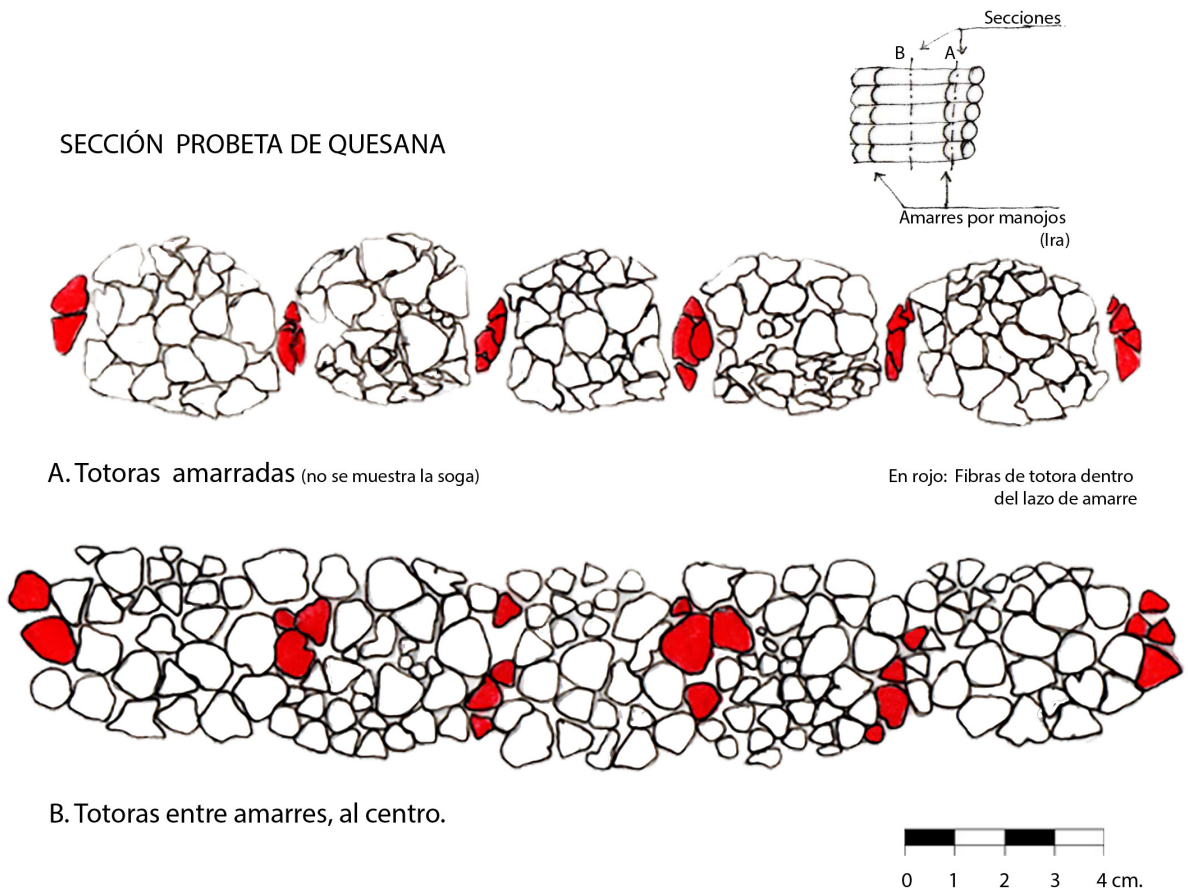 Secciones
B A
SECCIÓN PROBETA DE QUESANA
Amarres por manojos
(Ira)
A. Totoras amarradas (no se muestra la soga)
En rojo: Fibras de totora dentro
del lazo de amarre
B. Totoras entre amarres, al centro.
0 1 2 3 4 cm.